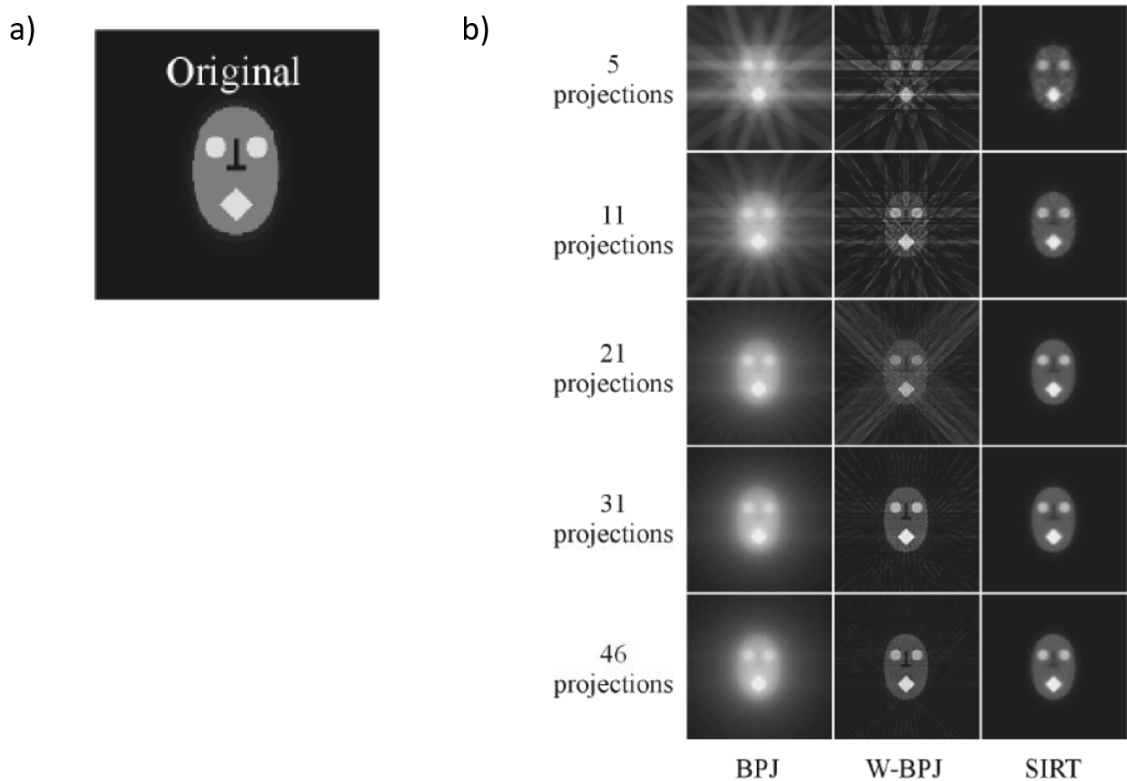 a)
Original
b)
5
projections
11
projections
21
projections
31
projections
46
projections
BPJ W-BPJ SIRT